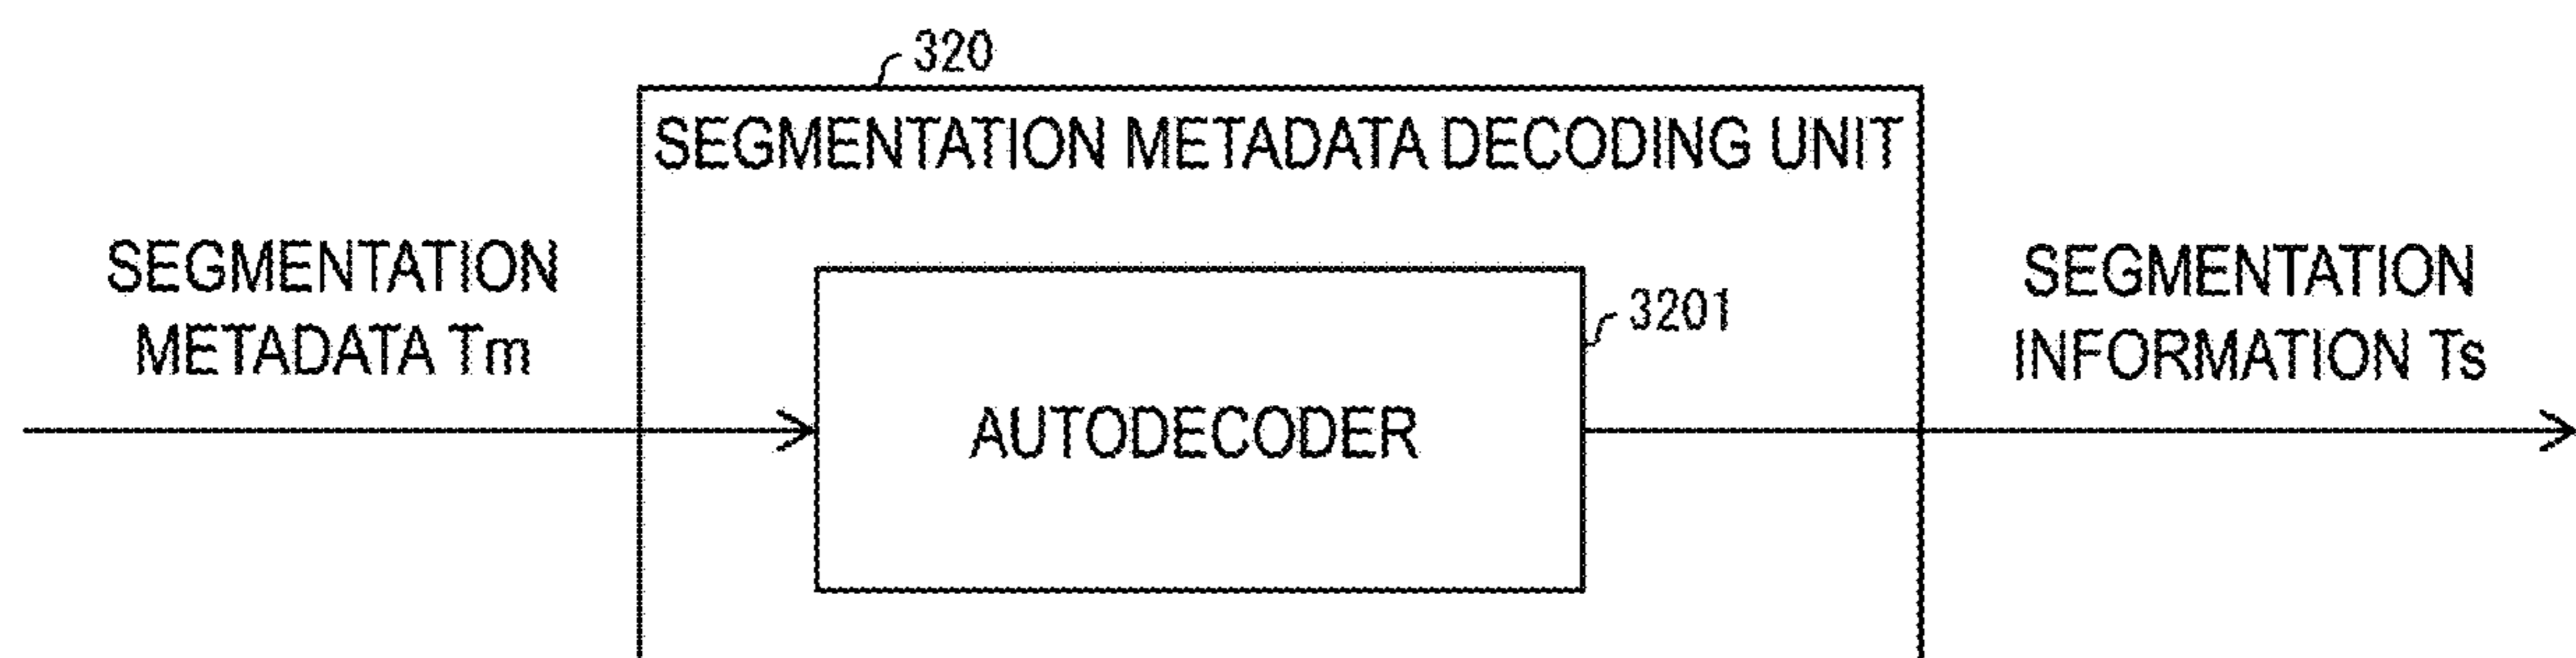 320
SEGMENTATION METADATA DECODING UNIT
SEGMENTATION
METADATA Tm
3201
AUTODECODER
SEGMENTATION
INFORMATION Ts